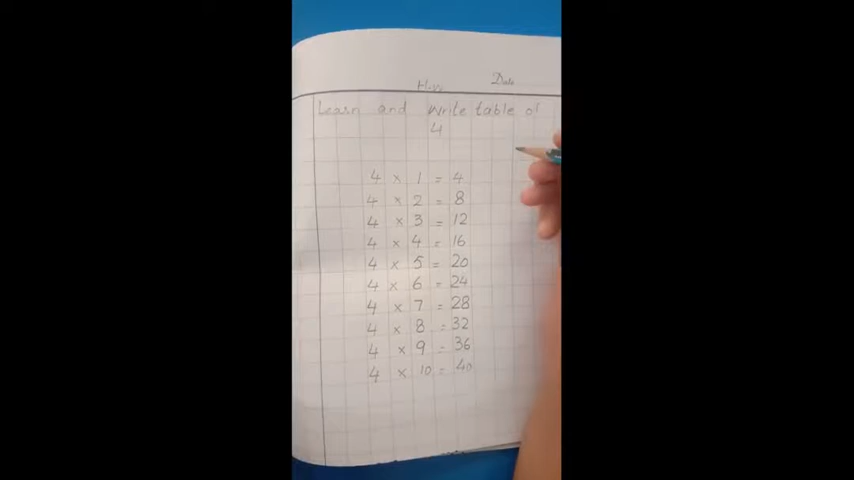 H.W Date
Learn and Write table of
4
4 × 1 = 4
4 × 2 = 8
4 × 3 = 12
4 × 4 = 16
4 × 5 = 20
4 × 6 = 24
4 × 7 = 28
4 × 8 = 32
4 × 9 = 36
4 × 10 = 40